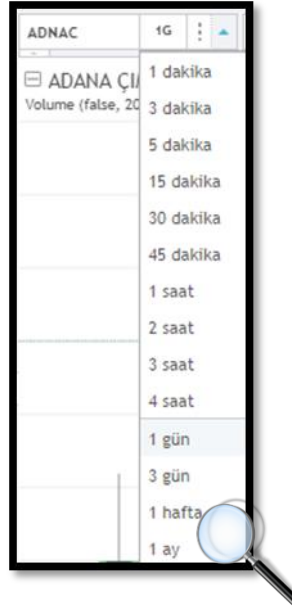 ADNAC 1G
ADANA ÇI
Volume (false, 20
1 dakika
3 dakika
5 dakika
15 dakika
30 dakika
45 dakika
1 saat
2 saat
3 saat
4 saat
1 gün
3 gün
1 hafta
1 ay